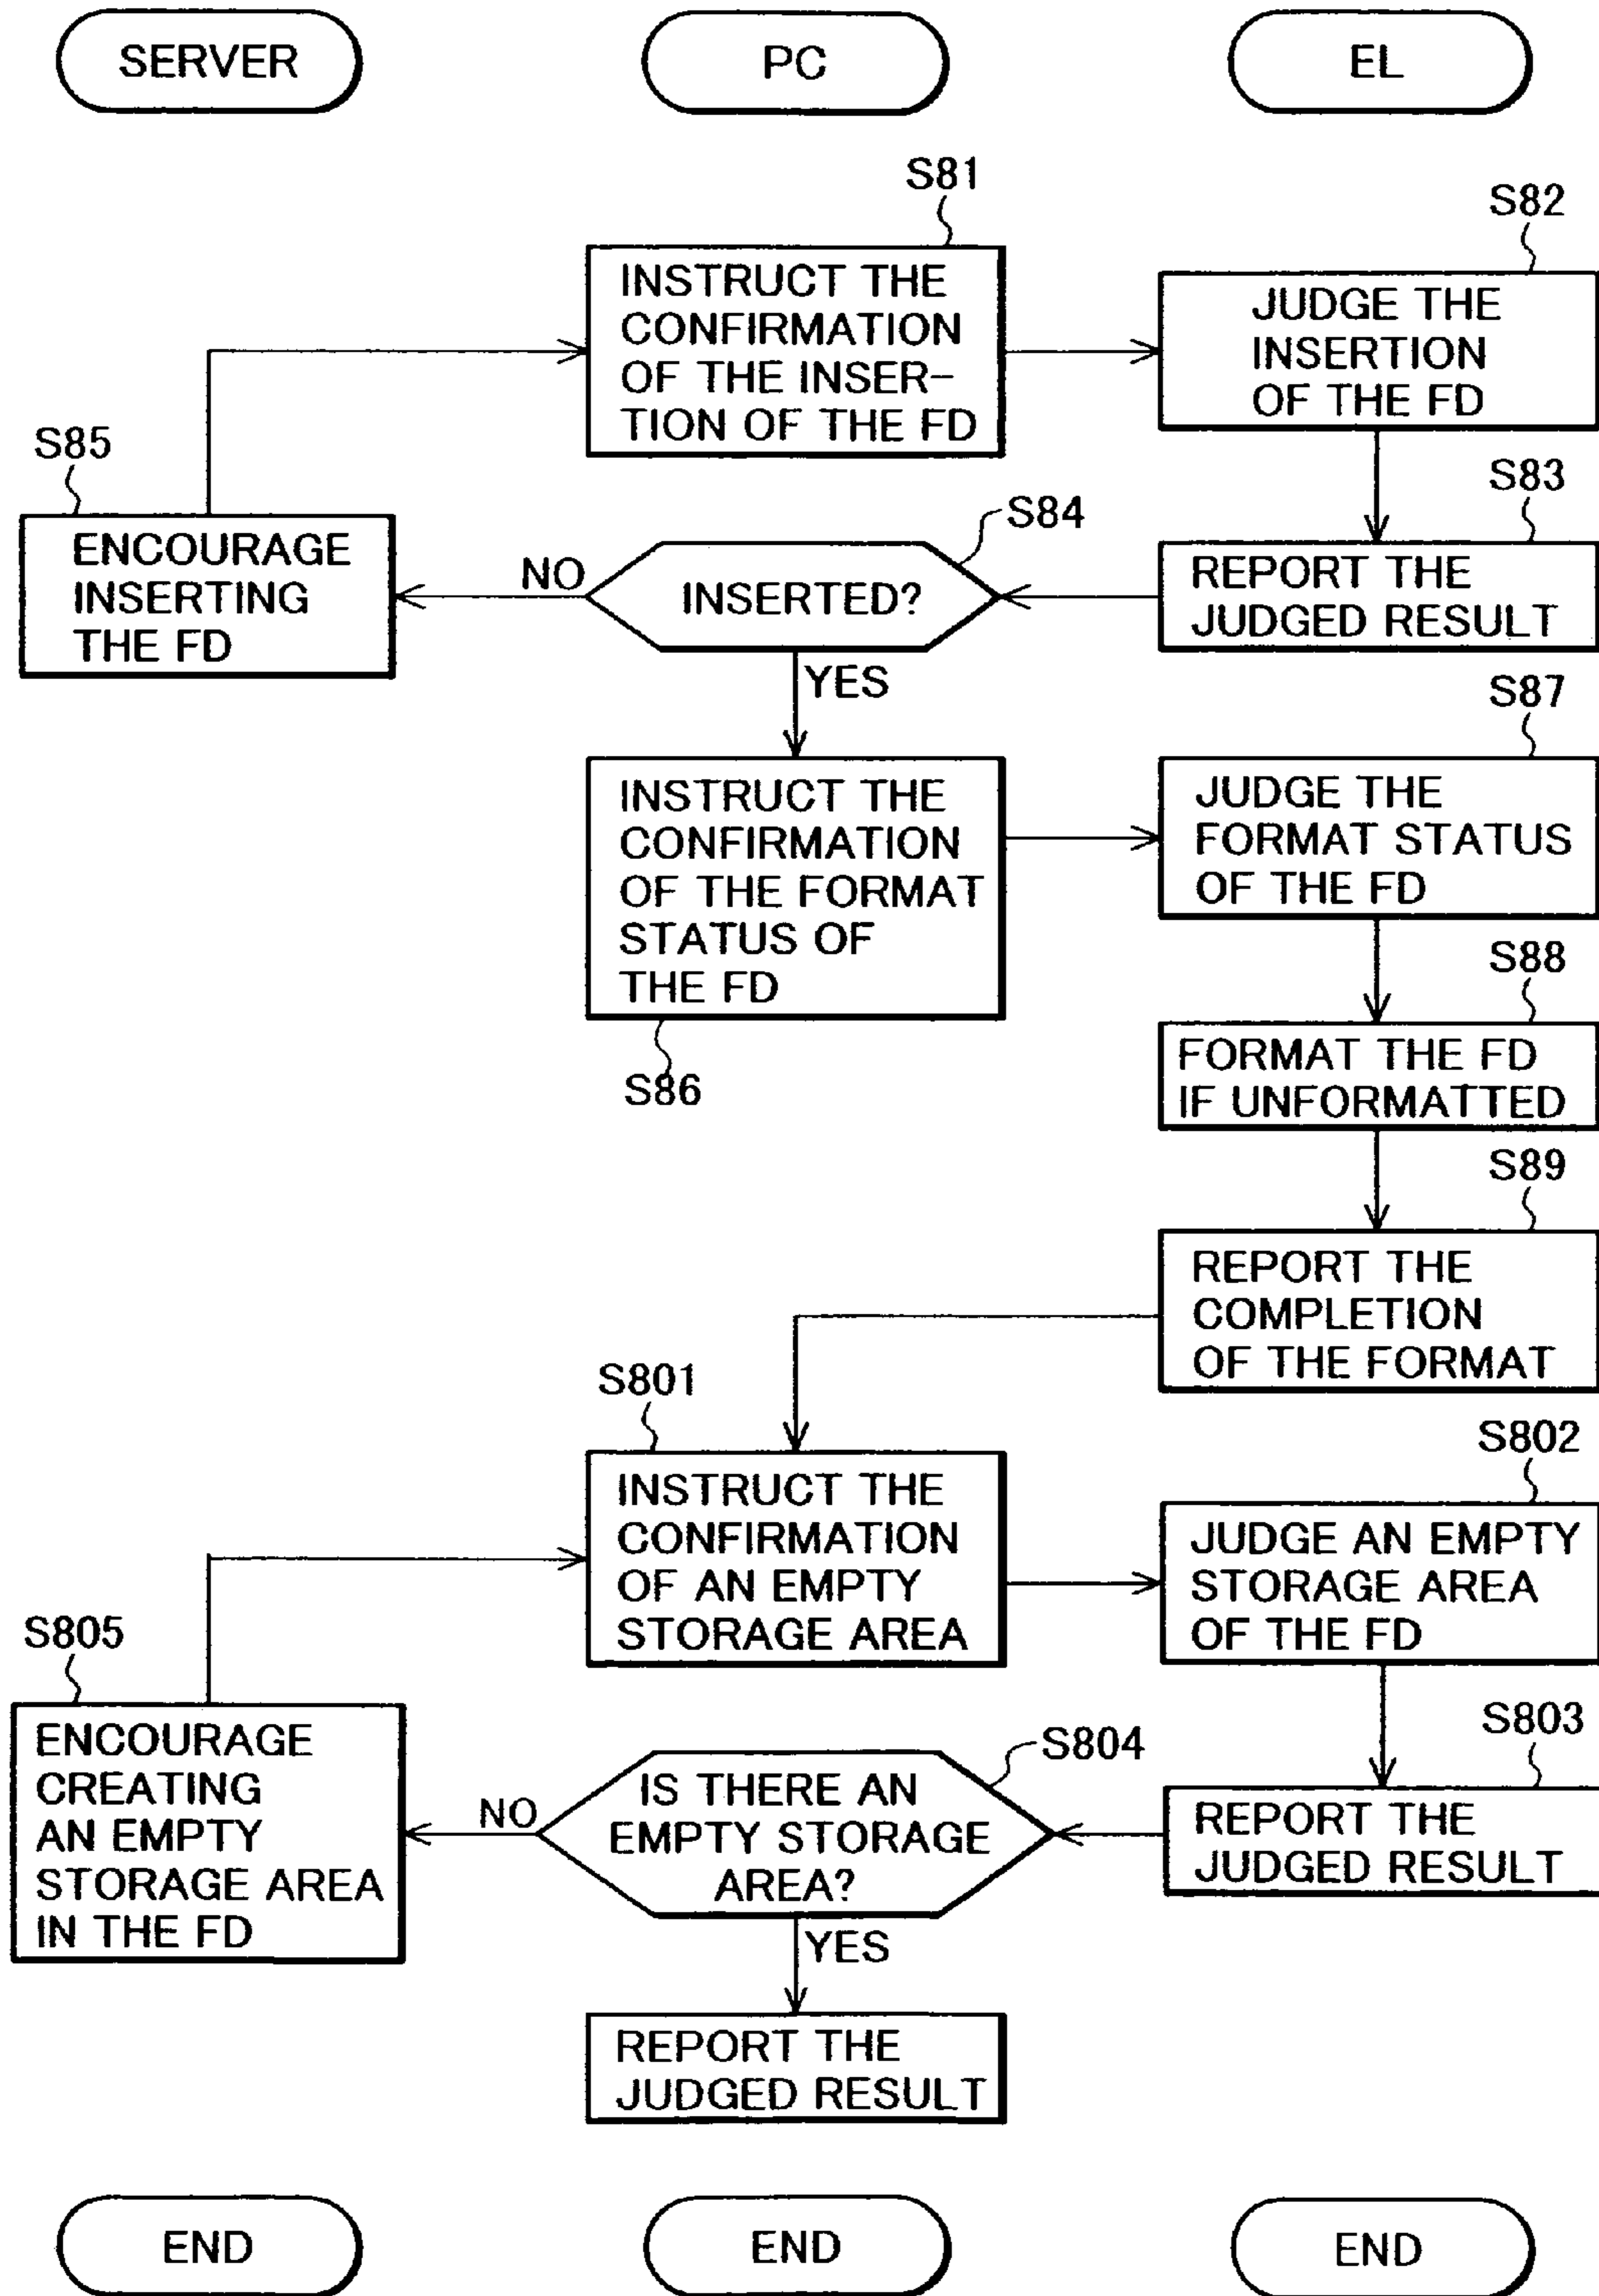 SERVER
PC
EL
S81
INSTRUCT THE
CONFIRMATION
OF THE INSER-
TION OF THE FD
S82
JUDGE THE
INSERTION
OF THE FD
S83
REPORT THE
JUDGED RESULT
S84
INSERTED?
NO
YES
S85
ENCOURAGE
INSERTING
THE FD
INSTRUCT THE
CONFIRMATION
OF THE FORMAT
STATUS OF
THE FD
S86
S87
JUDGE THE
FORMAT STATUS
OF THE FD
S88
FORMAT THE FD
IF UNFORMATTED
S89
REPORT THE
COMPLETION
OF THE FORMAT
S801
INSTRUCT THE
CONFIRMATION
OF AN EMPTY
STORAGE AREA
S802
JUDGE AN EMPTY
STORAGE AREA
OF THE FD
S803
REPORT THE
JUDGED RESULT
S804
IS THERE AN
EMPTY STORAGE
AREA?
NO
YES
S805
ENCOURAGE
CREATING
AN EMPTY
STORAGE AREA
IN THE FD
REPORT THE
JUDGED RESULT
END
END
END